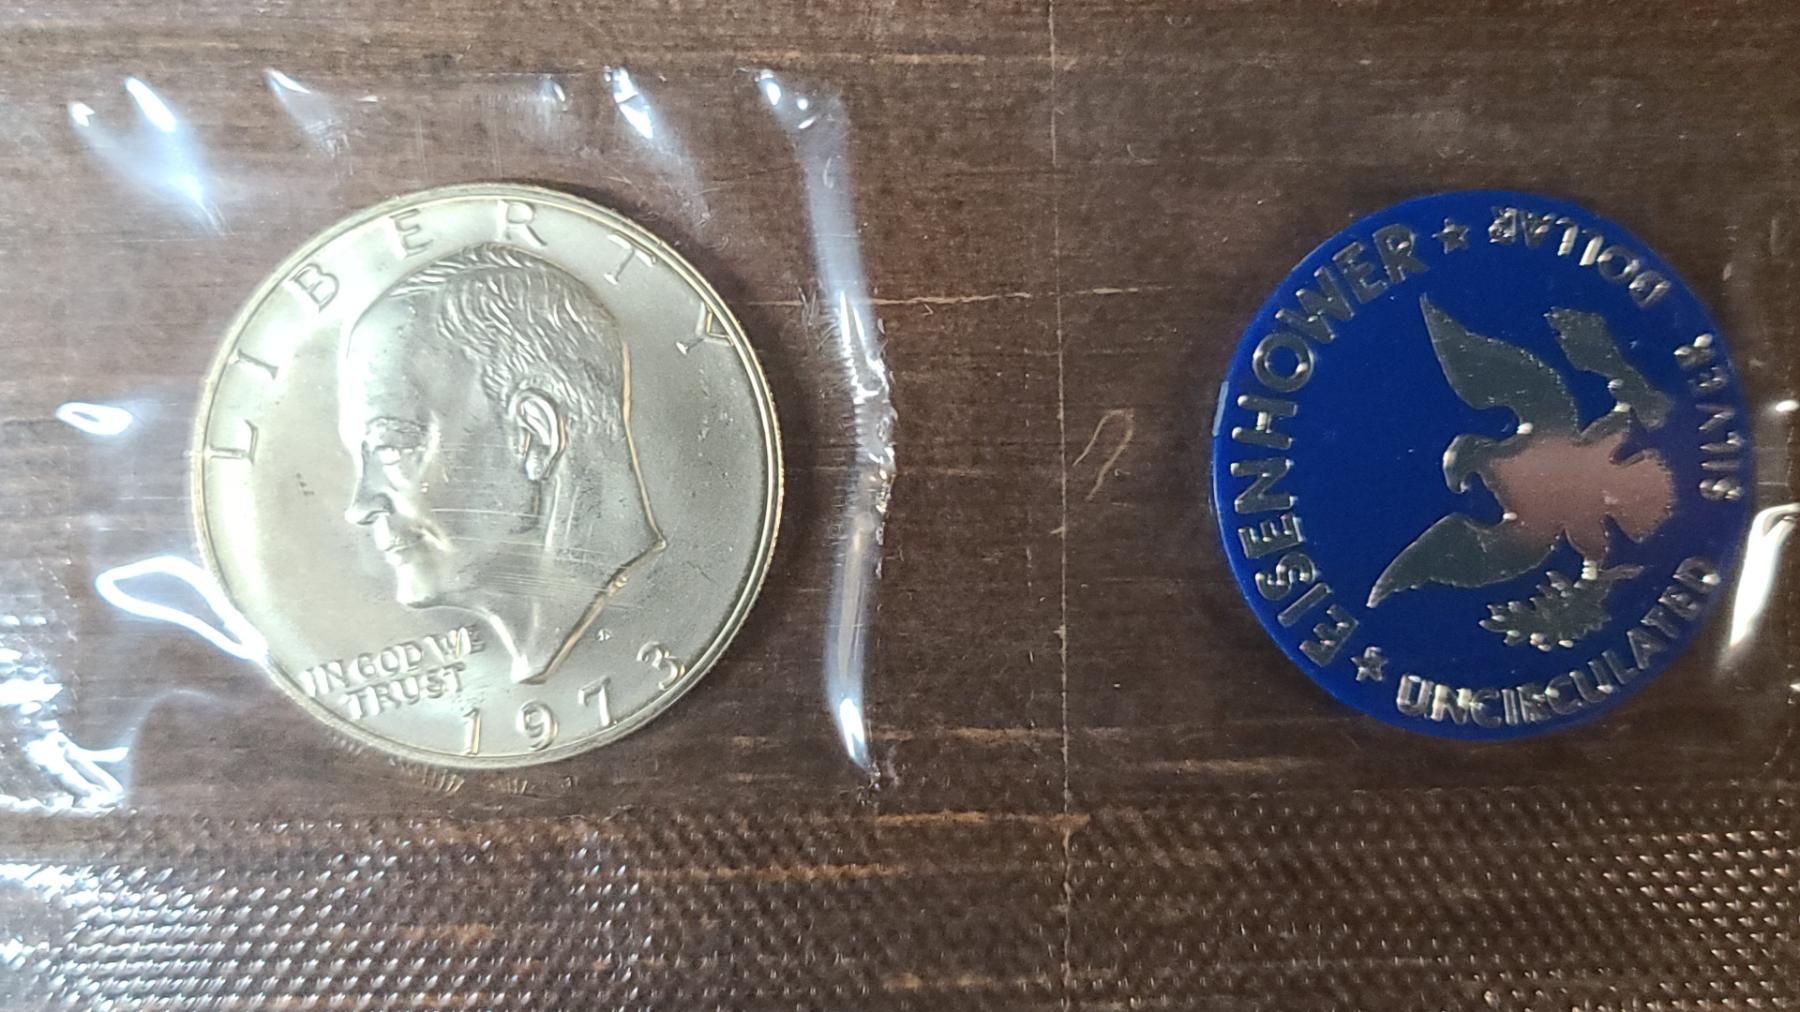 LIBERTY
IN GOD WE
TRUST
1973
EISENHOWER ★ DOLLAR
SILVER
UNCIRCULATED ★